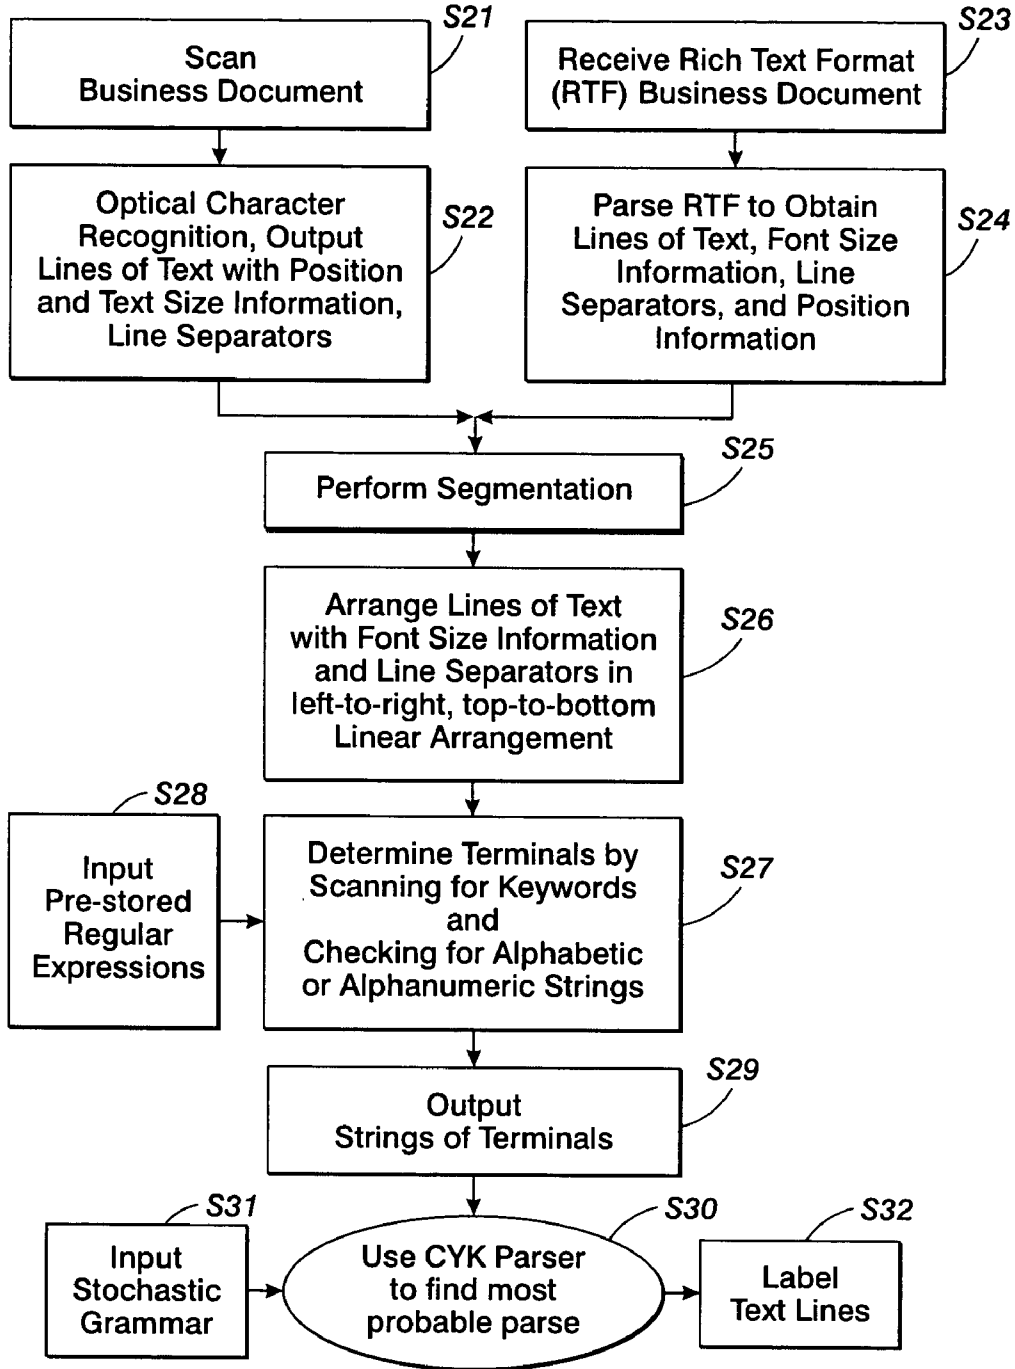 S21
Scan
Business Document
S23
Receive Rich Text Format
(RTF) Business Document
S22
Optical Character
Recognition, Output
Lines of Text with Position
and Text Size Information,
Line Separators
S24
Parse RTF to Obtain
Lines of Text, Font Size
Information, Line
Separators, and Position
Information
S25
Perform Segmentation
S26
Arrange Lines of Text
with Font Size Information
and Line Separators in
left-to-right, top-to-bottom
Linear Arrangement
S28
Input
Pre-stored
Regular
Expressions
S27
Determine Terminals by
Scanning for Keywords
and
Checking for Alphabetic
or Alphanumeric Strings
S29
Output
Strings of Terminals
S31
Input
Stochastic
Grammar
S30
Use CYK Parser
to find most
probable parse
S32
Label
Text Lines